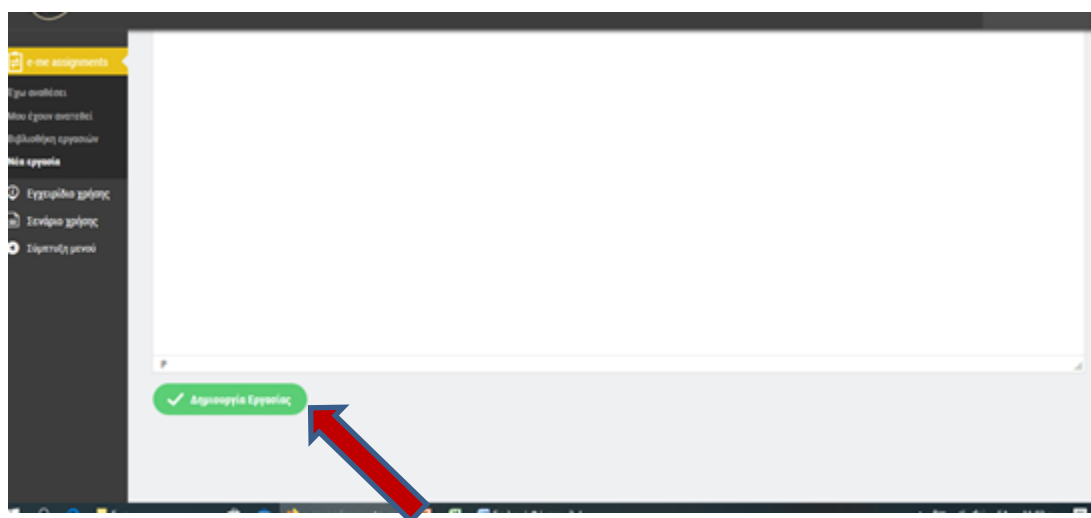 e-me assignments
Έχω αναθέσει
Μου έχουν ανατεθεί
Βιβλιοθήκη εργασιών
Νέα εργασία
Εγχειρίδιο χρήσης
Σενάριο χρήσης
Σύμπτυξη μενού
P
Δημιουργία Εργασίας